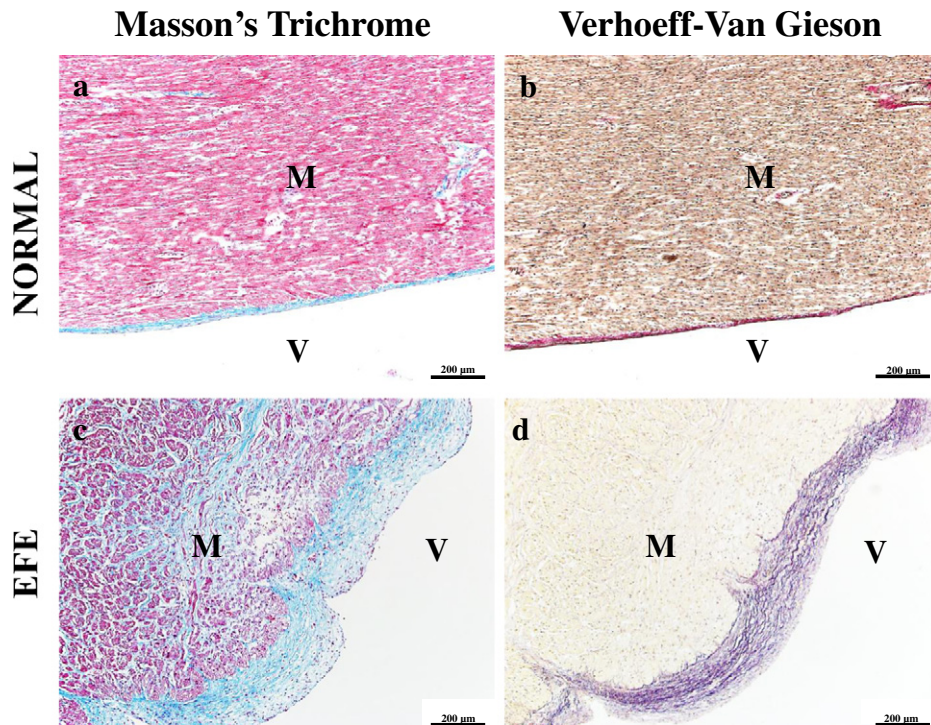 Masson's Trichrome
Verhoeff-Van Gieson
NORMAL
a
M
V
200 µm
b
M
V
200 µm
EFE
c
M
V
200 µm
d
M
V
200 µm